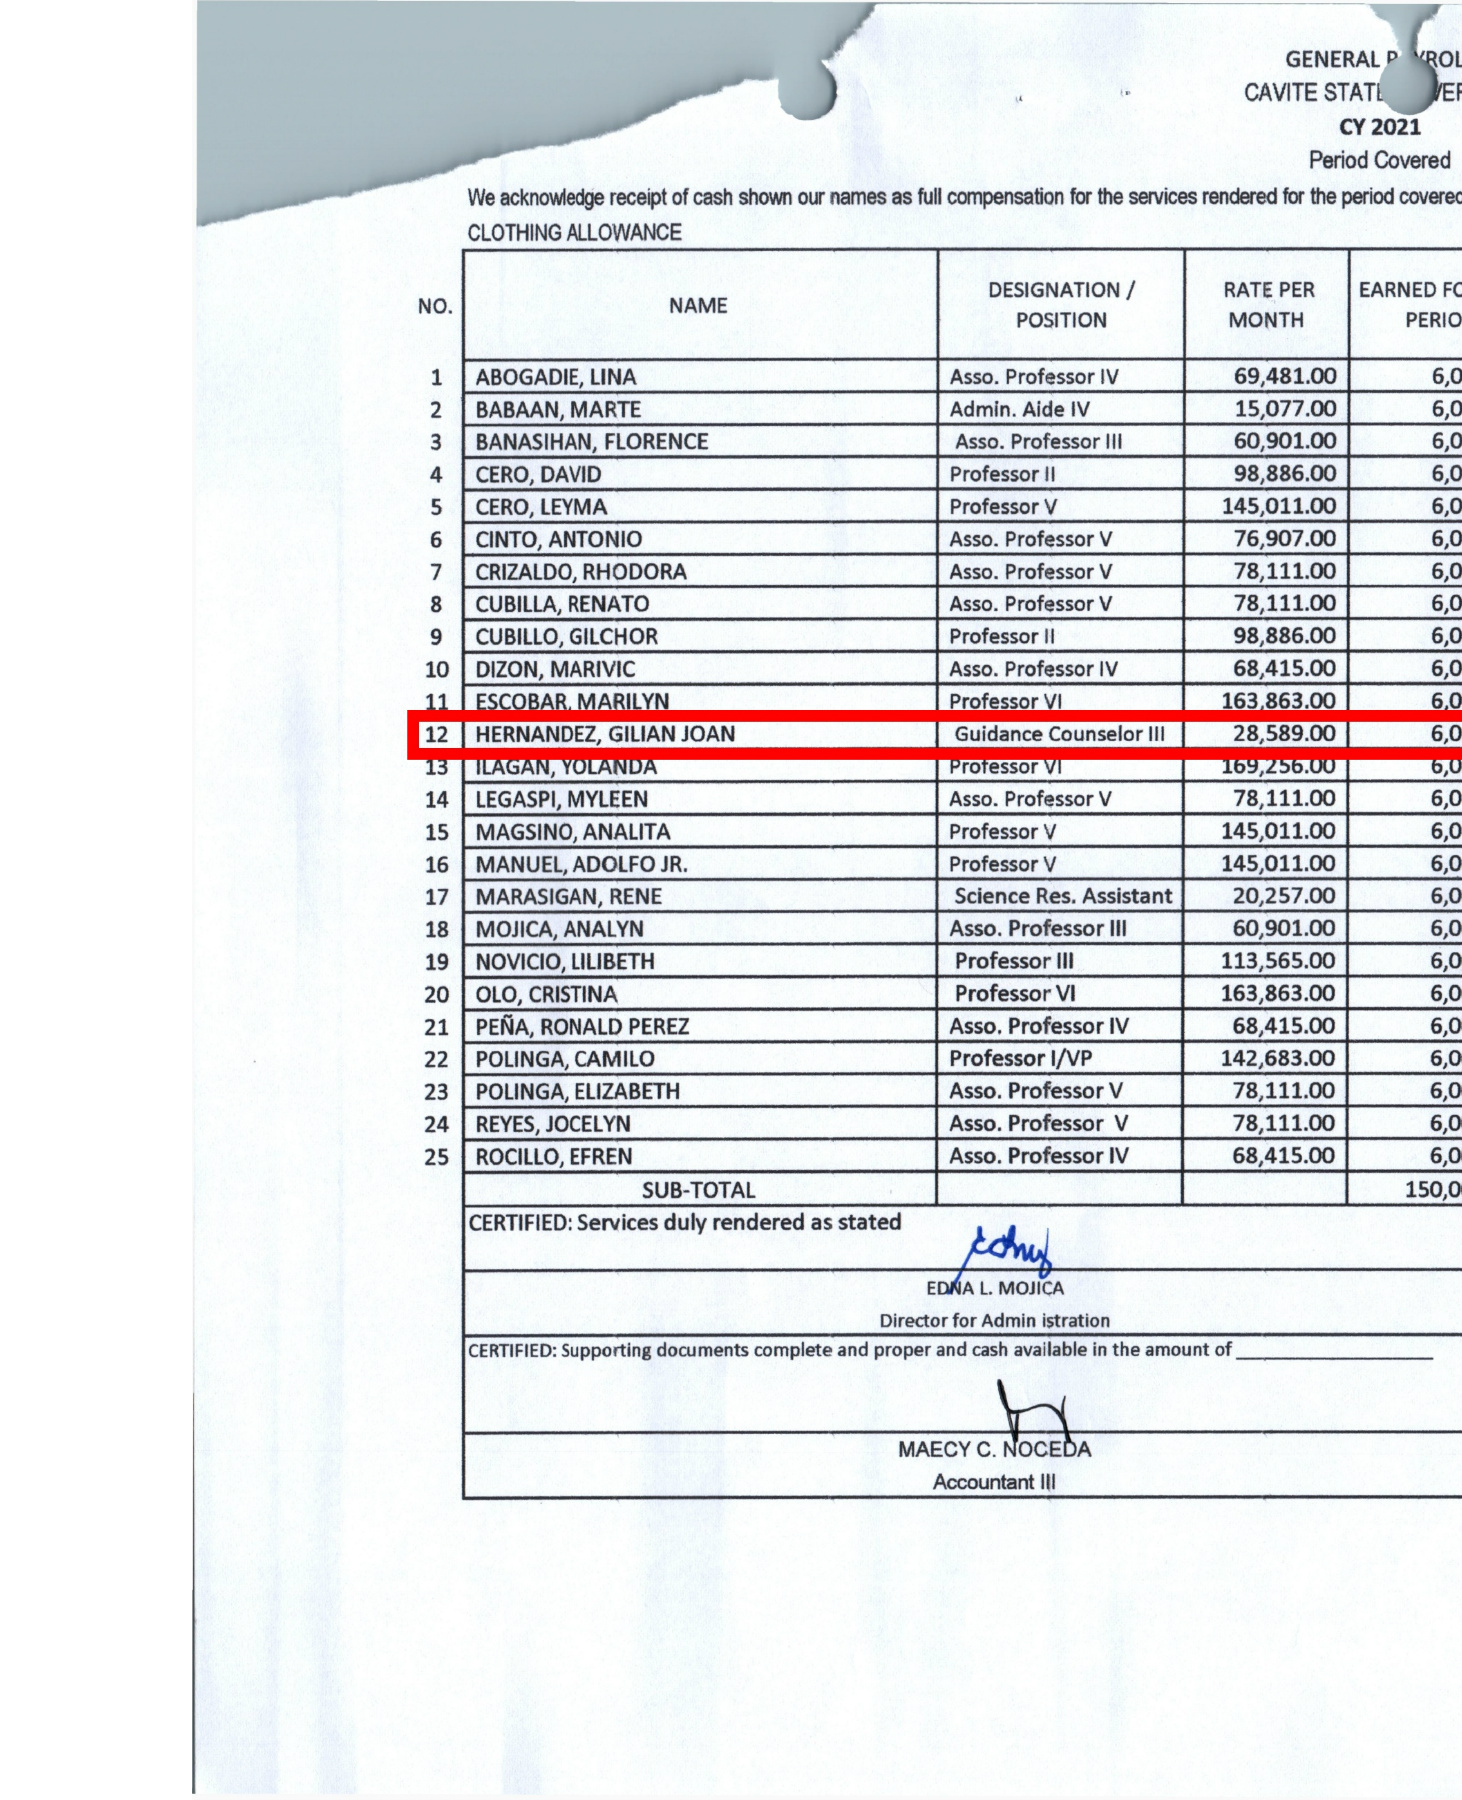 GENERAL P YROL
CAVITE STATE VER
CY 2021
Period Covered
We acknowledge receipt of cash shown our names as full compensation for the services rendered for the period covered
CLOTHING ALLOWANCE
NO. NAME DESIGNATION / POSITION RATE PER MONTH EARNED FO PERIO
1 ABOGADIE, LINA Asso. Professor IV 69,481.00 6,0
2 BABAAN, MARTE Admin. Aide IV 15,077.00 6,0
3 BANASIHAN, FLORENCE Asso. Professor III 60,901.00 6,0
4 CERO, DAVID Professor II 98,886.00 6,0
5 CERO, LEYMA Professor V 145,011.00 6,0
6 CINTO, ANTONIO Asso. Professor V 76,907.00 6,0
7 CRIZALDO, RHODORA Asso. Professor V 78,111.00 6,0
8 CUBILLA, RENATO Asso. Professor V 78,111.00 6,0
9 CUBILLO, GILCHOR Professor II 98,886.00 6,0
10 DIZON, MARIVIC Asso. Professor IV 68,415.00 6,0
11 ESCOBAR, MARILYN Professor VI 163,863.00 6,0
12 HERNANDEZ, GILIAN JOAN Guidance Counselor III 28,589.00 6,0
13 ILAGAN, YOLANDA Professor VI 169,256.00 6,0
14 LEGASPI, MYLEEN Asso. Professor V 78,111.00 6,0
15 MAGSINO, ANALITA Professor V 145,011.00 6,0
16 MANUEL, ADOLFO JR. Professor V 145,011.00 6,0
17 MARASIGAN, RENE Science Res. Assistant 20,257.00 6,0
18 MOJICA, ANALYN Asso. Professor III 60,901.00 6,0
19 NOVICIO, LILIBETH Professor III 113,565.00 6,0
20 OLO, CRISTINA Professor VI 163,863.00 6,0
21 PEÑA, RONALD PEREZ Asso. Professor IV 68,415.00 6,0
22 POLINGA, CAMILO Professor I/VP 142,683.00 6,0
23 POLINGA, ELIZABETH Asso. Professor V 78,111.00 6,0
24 REYES, JOCELYN Asso. Professor V 78,111.00 6,0
25 ROCILLO, EFREN Asso. Professor IV 68,415.00 6,0
SUB-TOTAL 150,0
CERTIFIED: Services duly rendered as stated
EDNA L. MOJICA
Director for Admin istration
CERTIFIED: Supporting documents complete and proper and cash available in the amount of
MAECY C. NOCEDA
Accountant III